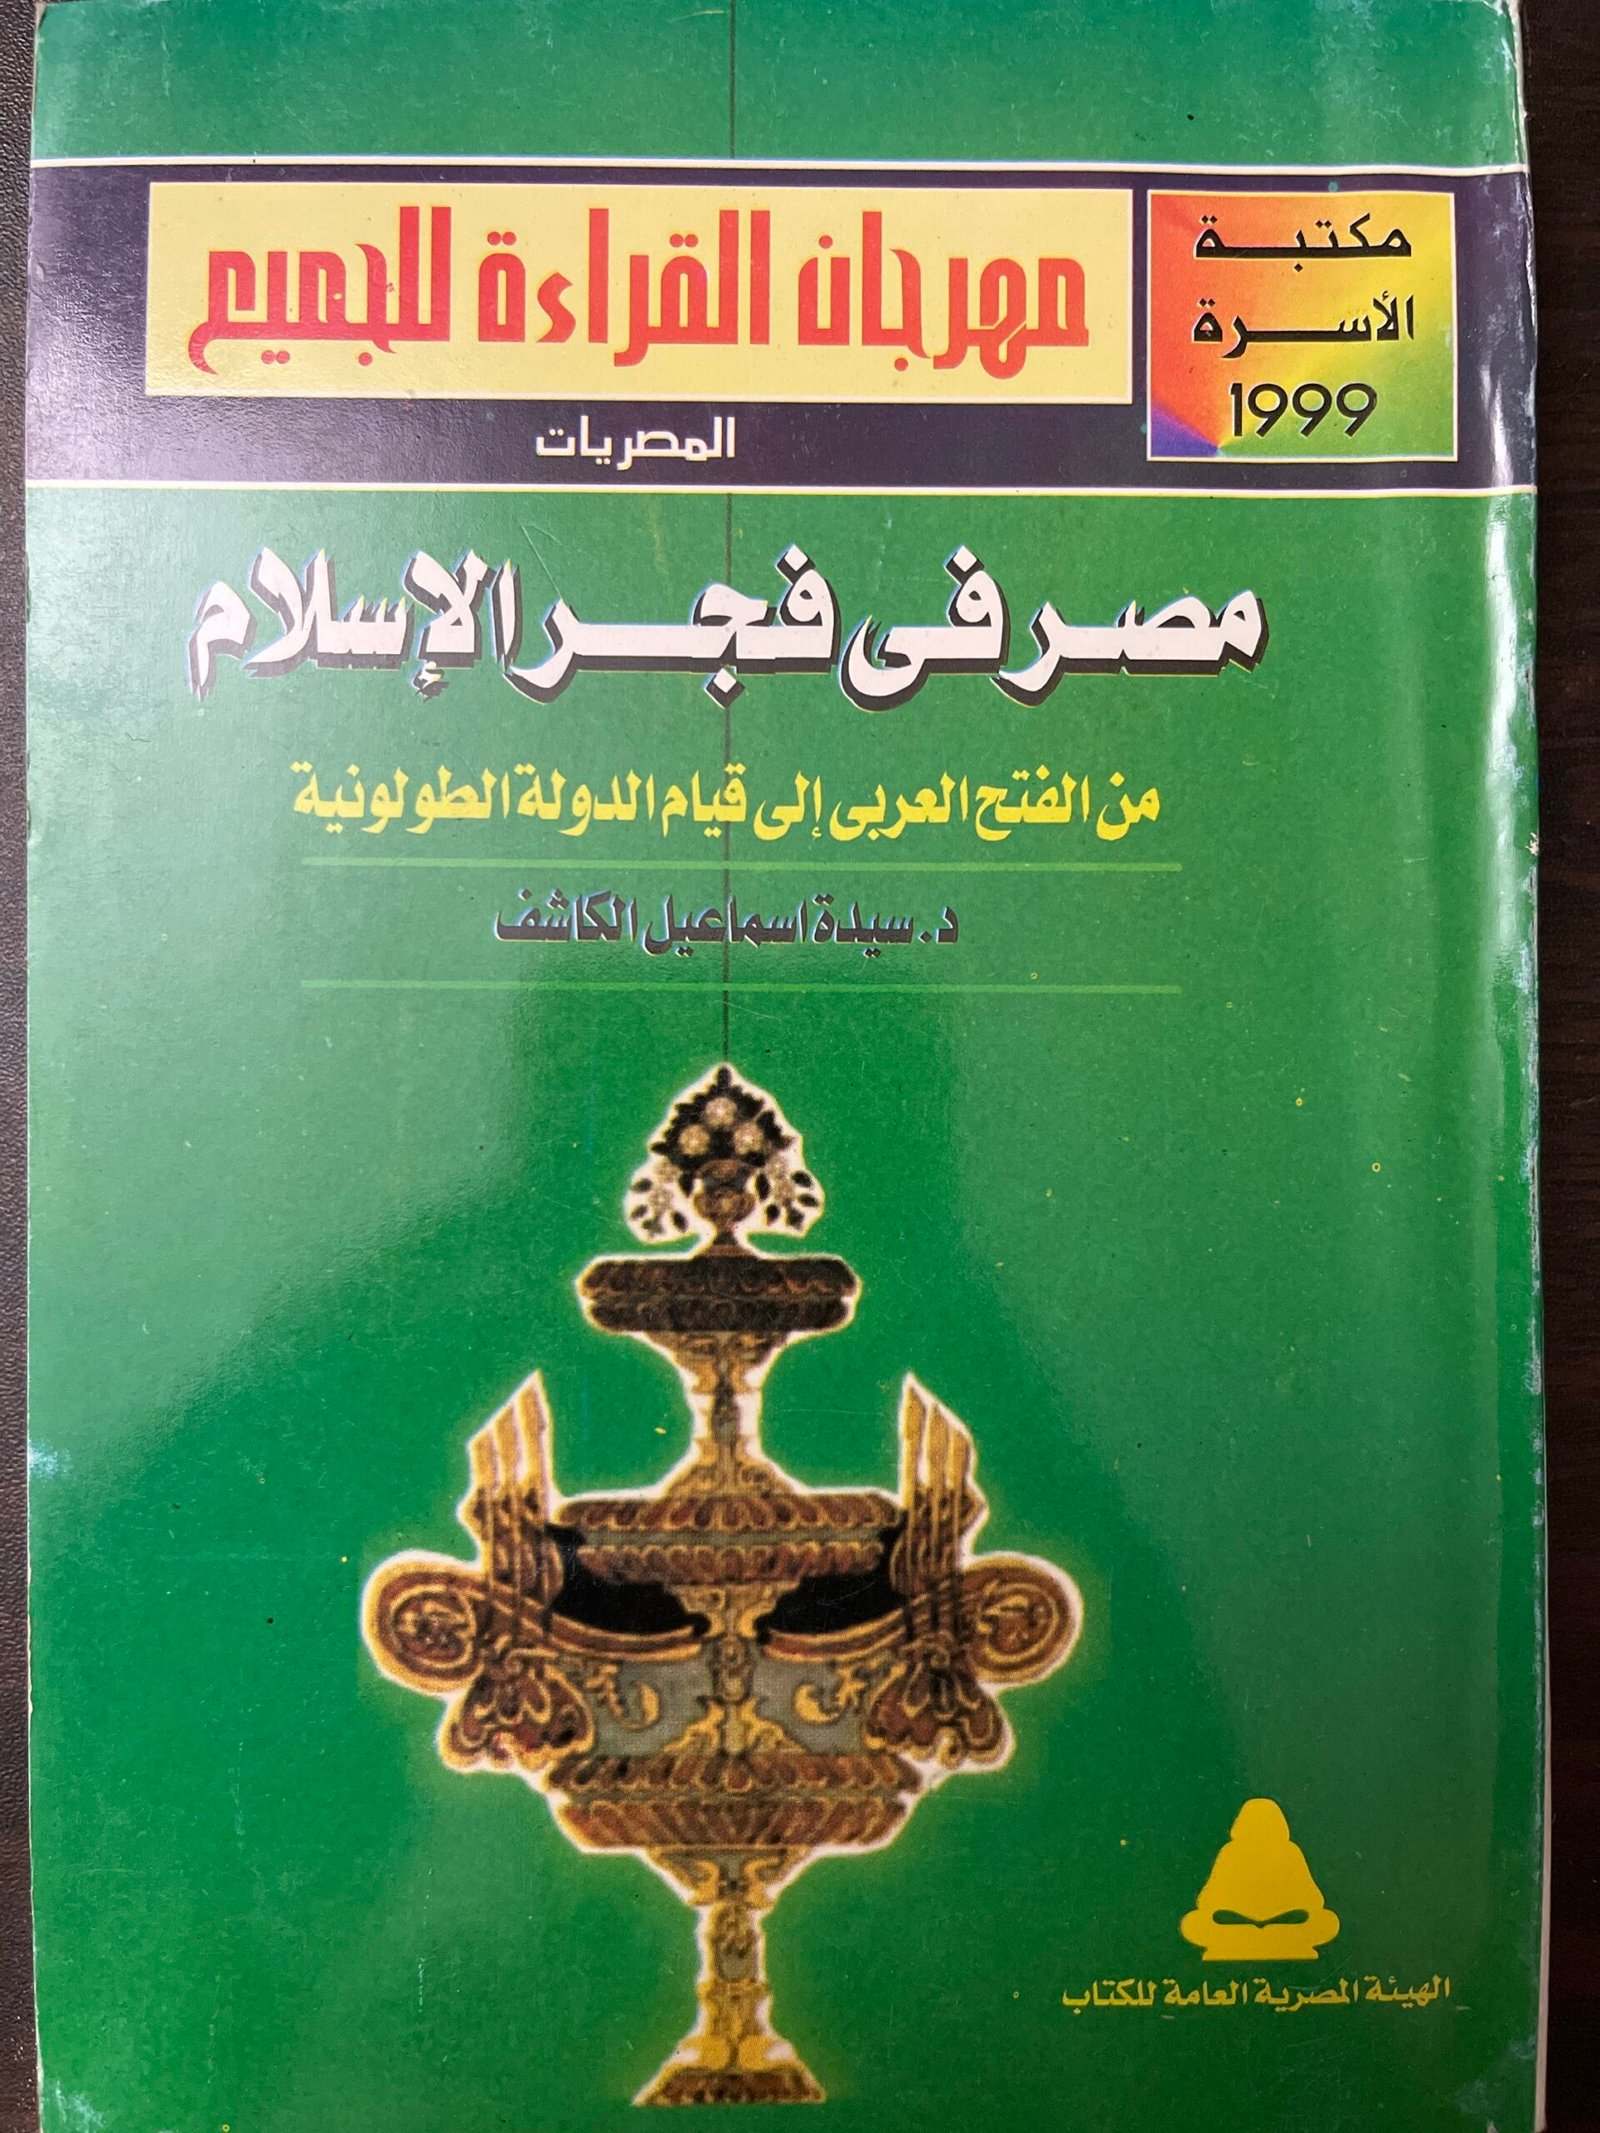 مكتبة
الأسرة
1999
مهرجان القراءة للجميع
المصريات
مصر فى فجر الإسلام
من الفتح العربى إلى قيام الدولة الطولونية
د. سيدة اسماعيل الكاشف
الهيئة المصرية العامة للكتاب